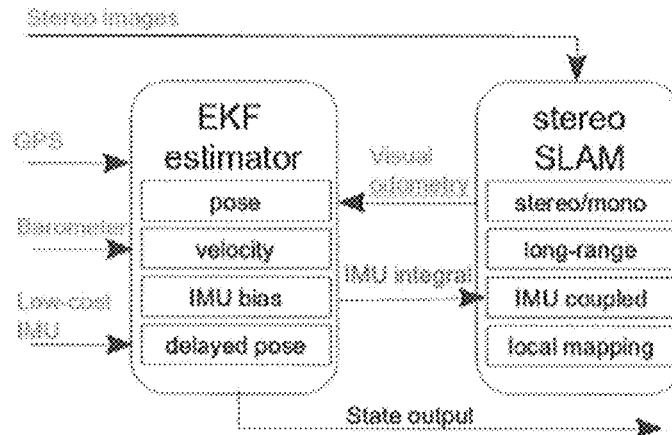 Stereo images
EKF
estimator
stereo
SLAM
GPS
Visual
odometry
pose
stereo/mono
Barometer
velocity
long-range
IMU integral
Low-cost
IMU
IMU bias
IMU coupled
delayed pose
local mapping
State output